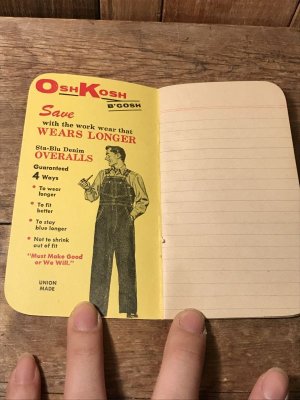 OSHKOSH
B'GOSH
Save
with the work wear that
WEARS LONGER
Sta-Blu Denim
OVERALLS
Guaranteed
4 Ways
• To wear
longer
• To fit
better
• To stay
blue longer
• Not to shrink
out of fit
"Must Make Good
or We Will."
UNION
MADE